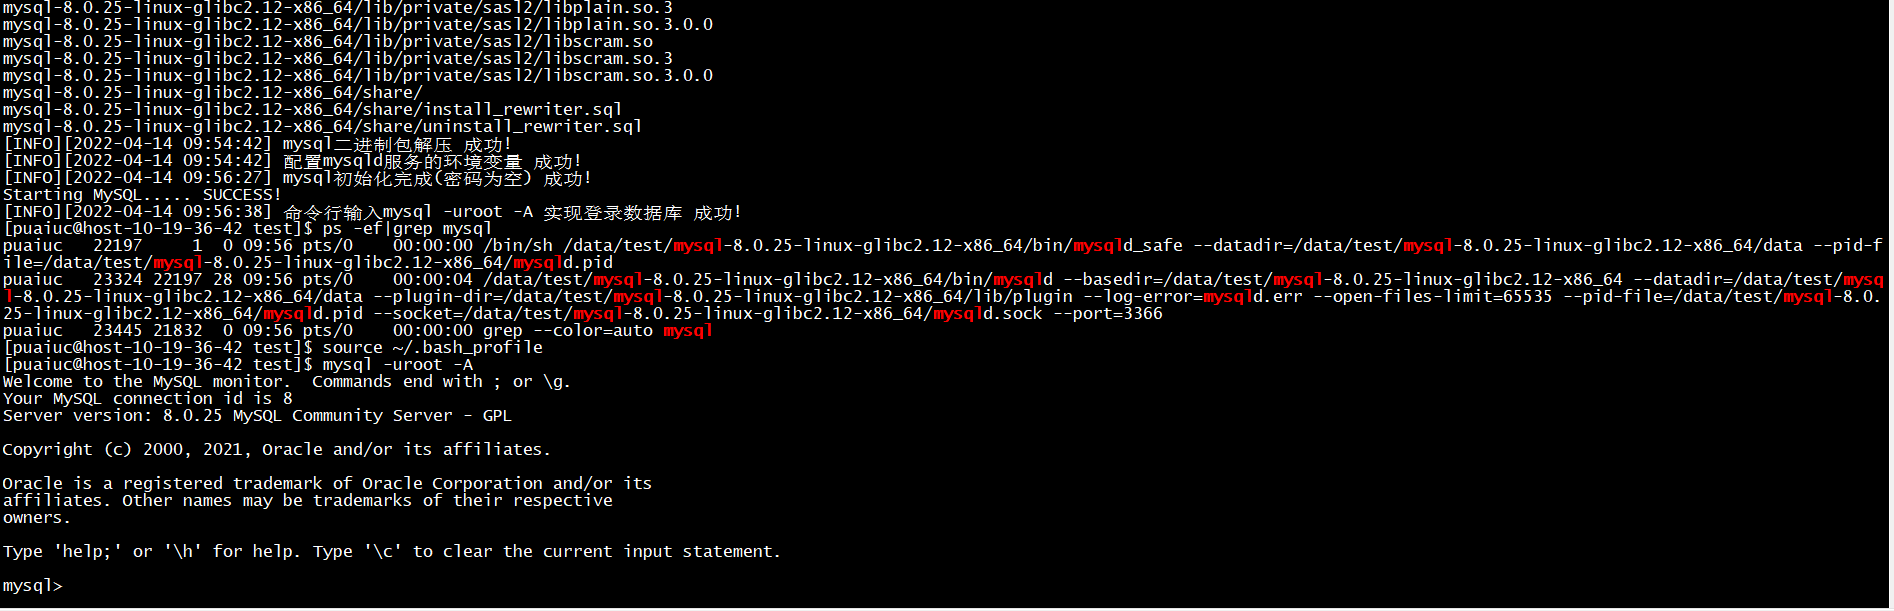 mysql-8.0.25-linux-glibc2.12-x86_64/lib/private/sasl2/libplain.so.3
mysql-8.0.25-linux-glibc2.12-x86_64/lib/private/sasl2/libplain.so.3.0.0
mysql-8.0.25-linux-glibc2.12-x86_64/lib/private/sasl2/libscram.so
mysql-8.0.25-linux-glibc2.12-x86_64/lib/private/sasl2/libscram.so.3
mysql-8.0.25-linux-glibc2.12-x86_64/lib/private/sasl2/libscram.so.3.0.0
mysql-8.0.25-linux-glibc2.12-x86_64/share/
mysql-8.0.25-linux-glibc2.12-x86_64/share/install_rewriter.sql
mysql-8.0.25-linux-glibc2.12-x86_64/share/uninstall_rewriter.sql
[INFO][2022-04-14 09:54:42] mysql二进制包解压 成功!
[INFO][2022-04-14 09:54:42] 配置mysqld服务的环境变量 成功!
[INFO][2022-04-14 09:56:27] mysql初始化完成(密码为空) 成功!
Starting MySQL..... SUCCESS!
[INFO][2022-04-14 09:56:38] 命令行输入mysql -uroot -A 实现登录数据库 成功!
[puaiuc@host-10-19-36-42 test]$ ps -ef|grep mysql
puaiuc   22197     1  0 09:56 pts/0    00:00:00 /bin/sh /data/test/mysql-8.0.25-linux-glibc2.12-x86_64/bin/mysqld_safe --datadir=/data/test/mysql-8.0.25-linux-glibc2.12-x86_64/data --pid-f
ile=/data/test/mysql-8.0.25-linux-glibc2.12-x86_64/mysqld.pid
puaiuc   23324 22197 28 09:56 pts/0    00:00:04 /data/test/mysql-8.0.25-linux-glibc2.12-x86_64/bin/mysqld --basedir=/data/test/mysql-8.0.25-linux-glibc2.12-x86_64 --datadir=/data/test/mysq
l-8.0.25-linux-glibc2.12-x86_64/data --plugin-dir=/data/test/mysql-8.0.25-linux-glibc2.12-x86_64/lib/plugin --log-error=mysqld.err --open-files-limit=65535 --pid-file=/data/test/mysql-8.0.
25-linux-glibc2.12-x86_64/mysqld.pid --socket=/data/test/mysql-8.0.25-linux-glibc2.12-x86_64/mysqld.sock --port=3366
puaiuc   23445 21832  0 09:56 pts/0    00:00:00 grep --color=auto mysql
[puaiuc@host-10-19-36-42 test]$ source ~/.bash_profile
[puaiuc@host-10-19-36-42 test]$ mysql -uroot -A
Welcome to the MySQL monitor.  Commands end with ; or \g.
Your MySQL connection id is 8
Server version: 8.0.25 MySQL Community Server - GPL
Copyright (c) 2000, 2021, Oracle and/or its affiliates.
Oracle is a registered trademark of Oracle Corporation and/or its
affiliates. Other names may be trademarks of their respective
owners.
Type 'help;' or '\h' for help. Type '\c' to clear the current input statement.
mysql>